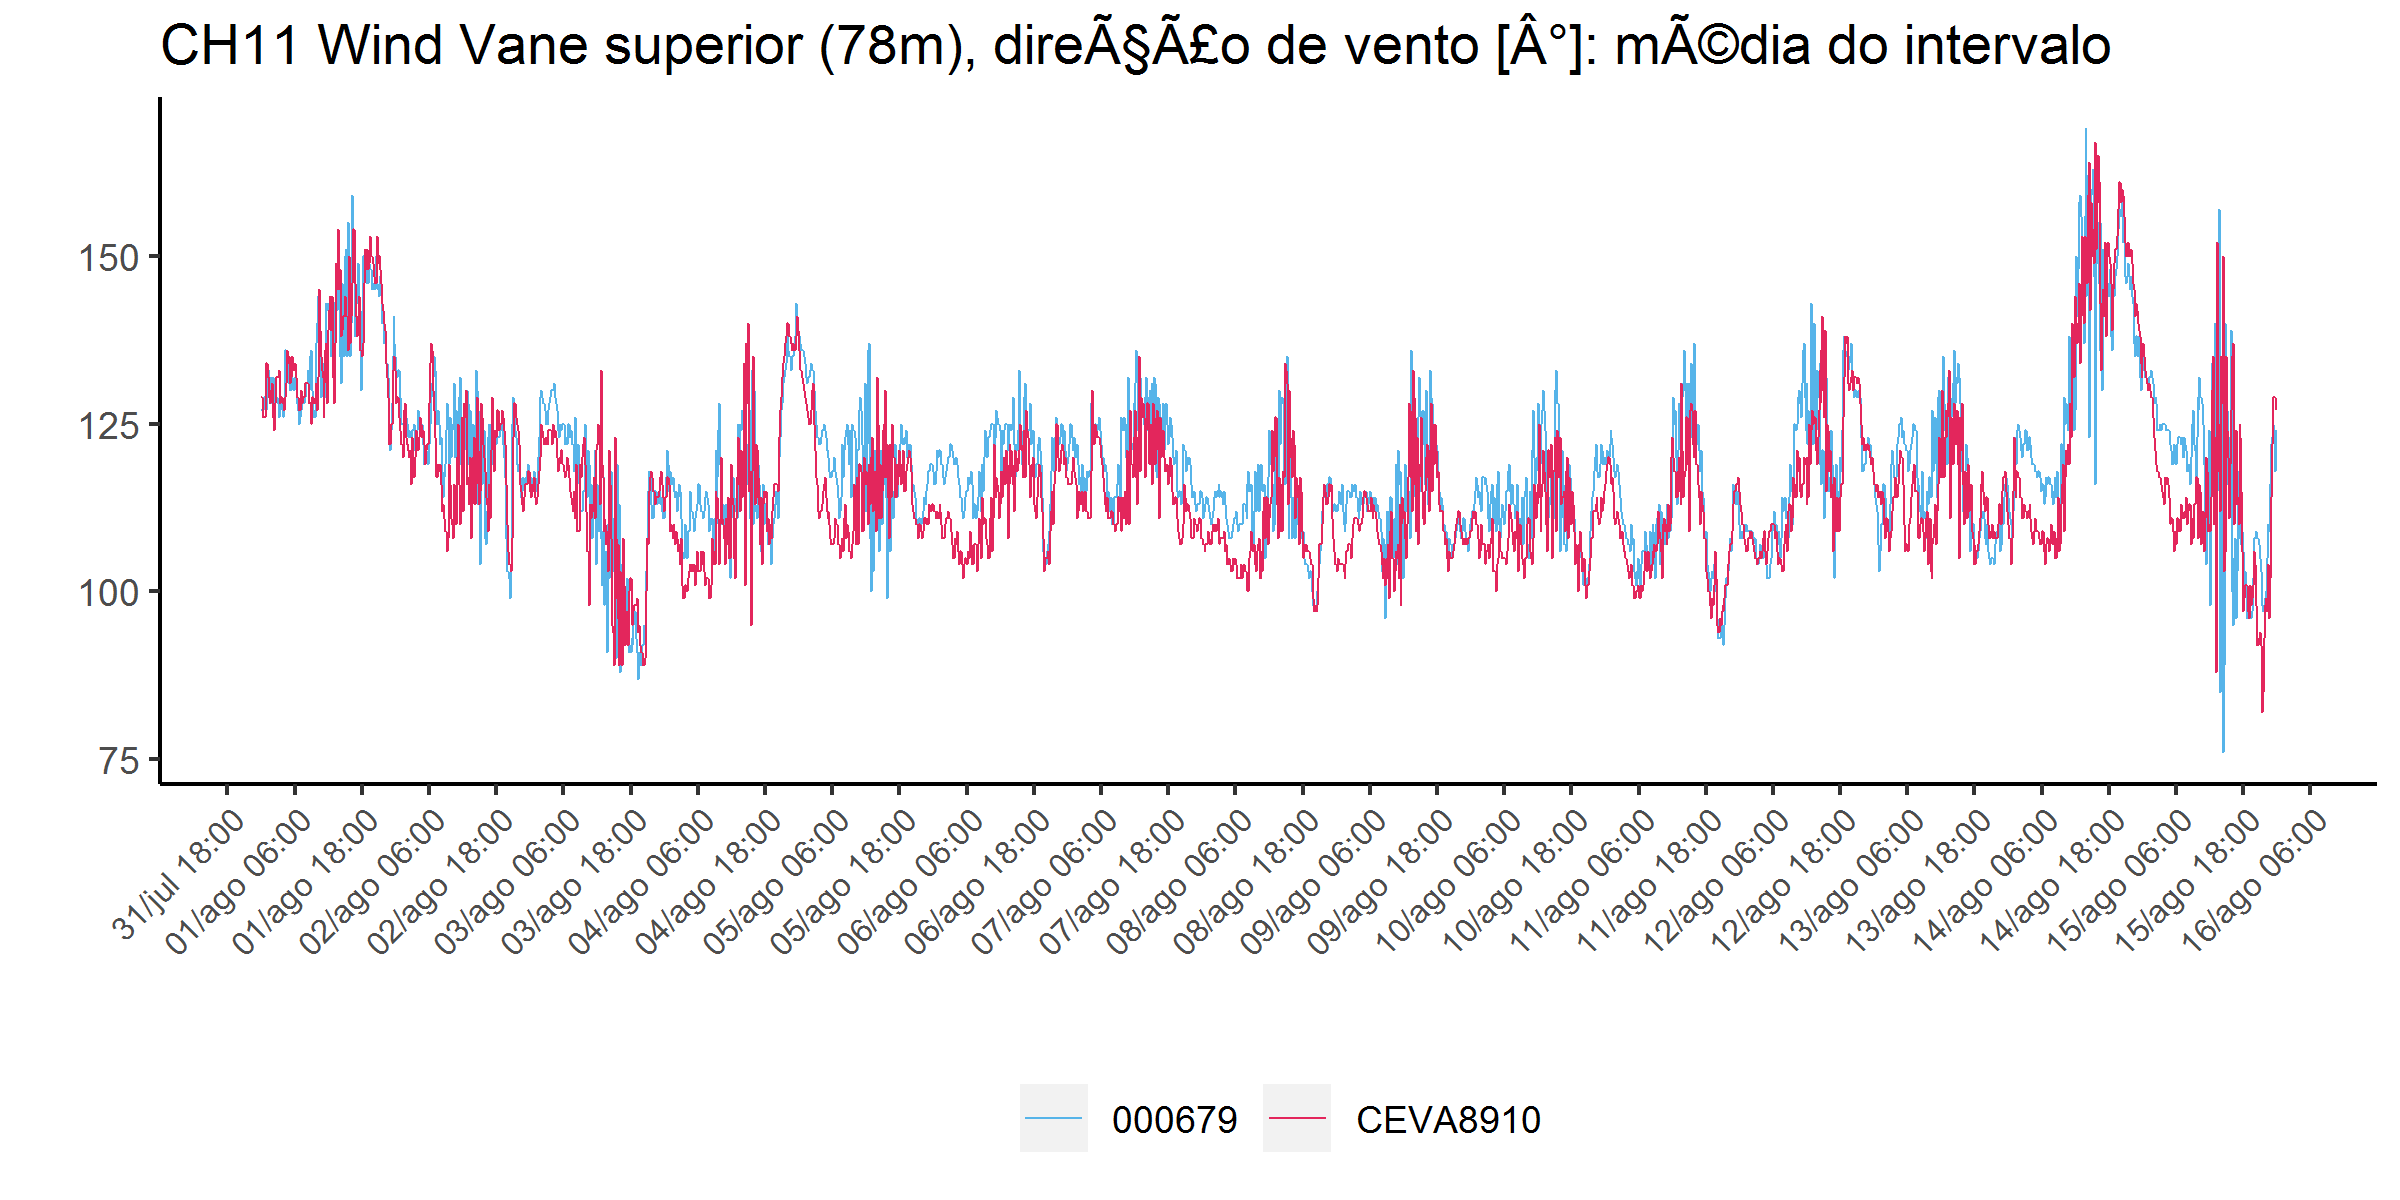 CH11 Wind Vane superior (78m), direÃ§Ã£o de vento [Â°]: mÃ©dia do intervalo
150
125
100
75
31/jul 18:00
01/ago 06:00
01/ago 18:00
02/ago 06:00
02/ago 18:00
03/ago 06:00
03/ago 18:00
04/ago 06:00
04/ago 18:00
05/ago 06:00
05/ago 18:00
06/ago 06:00
06/ago 18:00
07/ago 06:00
07/ago 18:00
08/ago 06:00
08/ago 18:00
09/ago 06:00
09/ago 18:00
10/ago 06:00
10/ago 18:00
11/ago 06:00
11/ago 18:00
12/ago 06:00
12/ago 18:00
13/ago 06:00
13/ago 18:00
14/ago 06:00
14/ago 18:00
15/ago 06:00
15/ago 18:00
16/ago 06:00
000679
CEVA8910